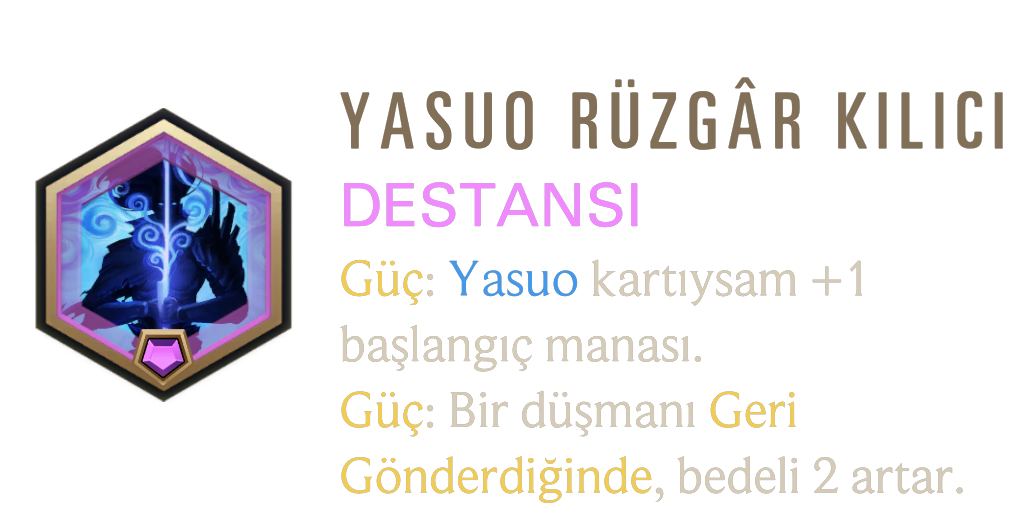 YASUO RÜZGÂR KILICI
DESTANSI
Güç: Yasuo kartıysam +1
başlangıç manası.
Güç: Bir düşmanı Geri
Gönderdiğinde, bedeli 2 artar.